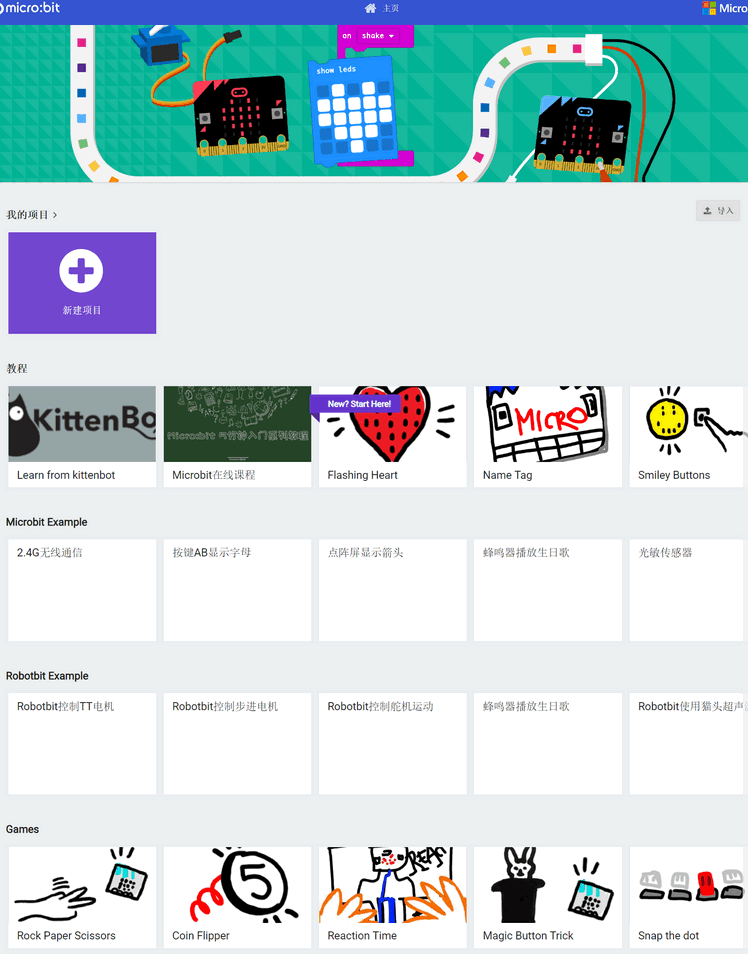 micro:bit
主页
Micro
on shake
show leds
我的项目
导入
新建项目
教程
KittenBo
Microbit 与传感入门系列教程
New? Start Here!
MICRO
Learn from kittenbot
Microbit在线课程
Flashing Heart
Name Tag
Smiley Buttons
Microbit Example
2.4G无线通信
按键AB显示字母
点阵屏显示箭头
蜂鸣器播放生日歌
光敏传感器
Robotbit Example
Robotbit控制TT电机
Robotbit控制步进电机
Robotbit控制舵机运动
蜂鸣器播放生日歌
Robotbit使用猫头超声
Games
5
Rock Paper Scissors
Coin Flipper
Reaction Time
Magic Button Trick
Snap the dot